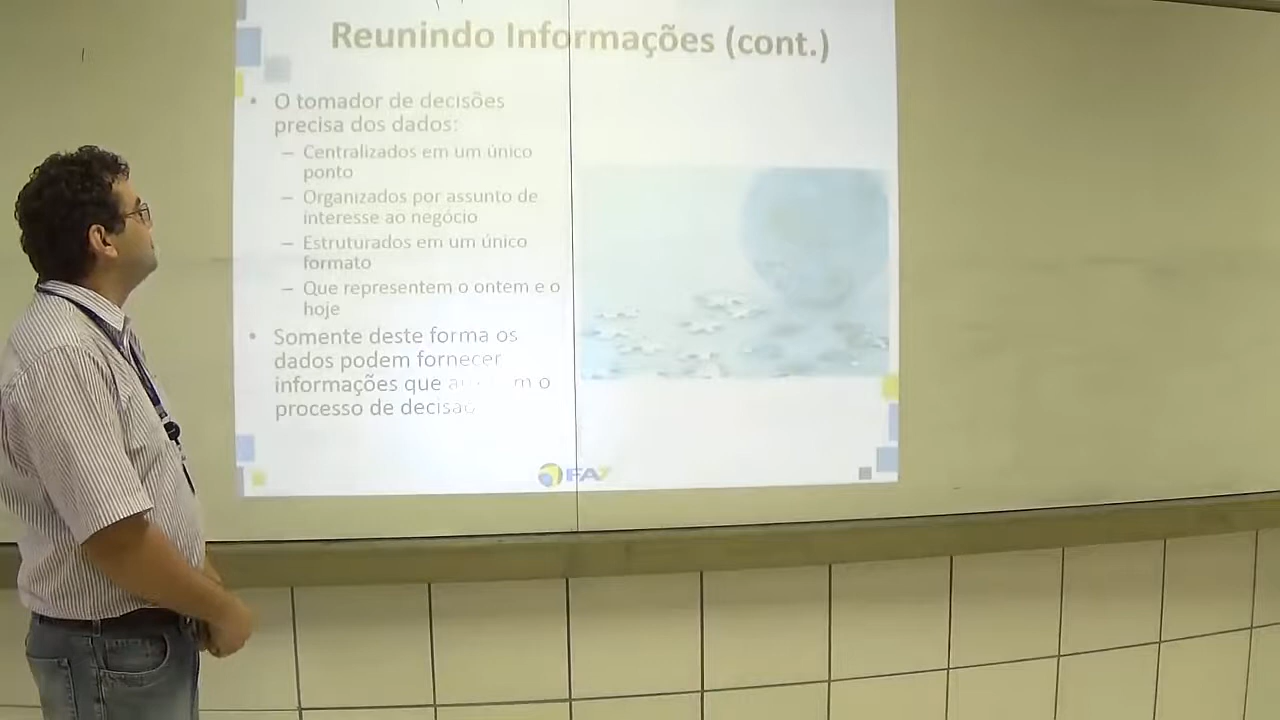 Reunindo Informações (cont.)
• O tomador de decisões
precisa dos dados:
– Centralizados em um único
ponto
– Organizados por assunto de
interesse ao negócio
– Estruturados em um único
formato
– Que representem o ontem e o
hoje
• Somente deste forma os
dados podem fornecer
informações que o
processo de decisão
FA7